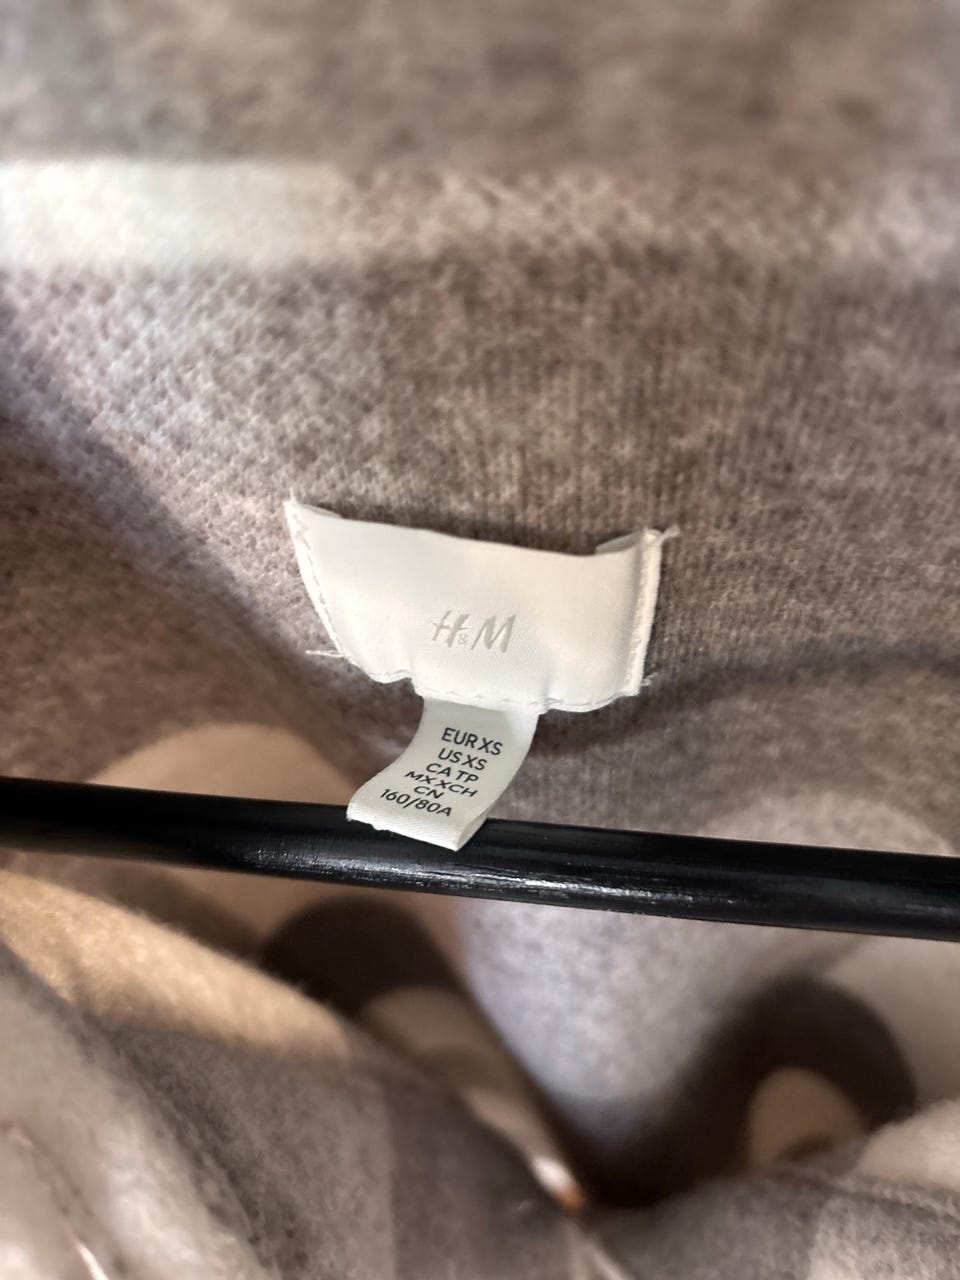 H&M
EUR XS
US XS
CA TP
MX XCH
CN
160/80A